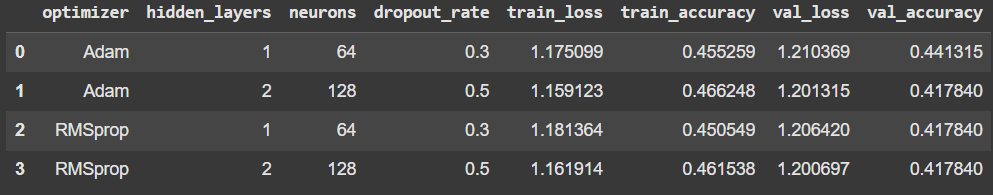 optimizer hidden_layers neurons dropout_rate train_loss train_accuracy val_loss val_accuracy
0 Adam 1 64 0.3 1.175099 0.455259 1.210369 0.441315
1 Adam 2 128 0.5 1.159123 0.466248 1.201315 0.417840
2 RMSprop 1 64 0.3 1.181364 0.450549 1.206420 0.417840
3 RMSprop 2 128 0.5 1.161914 0.461538 1.200697 0.417840